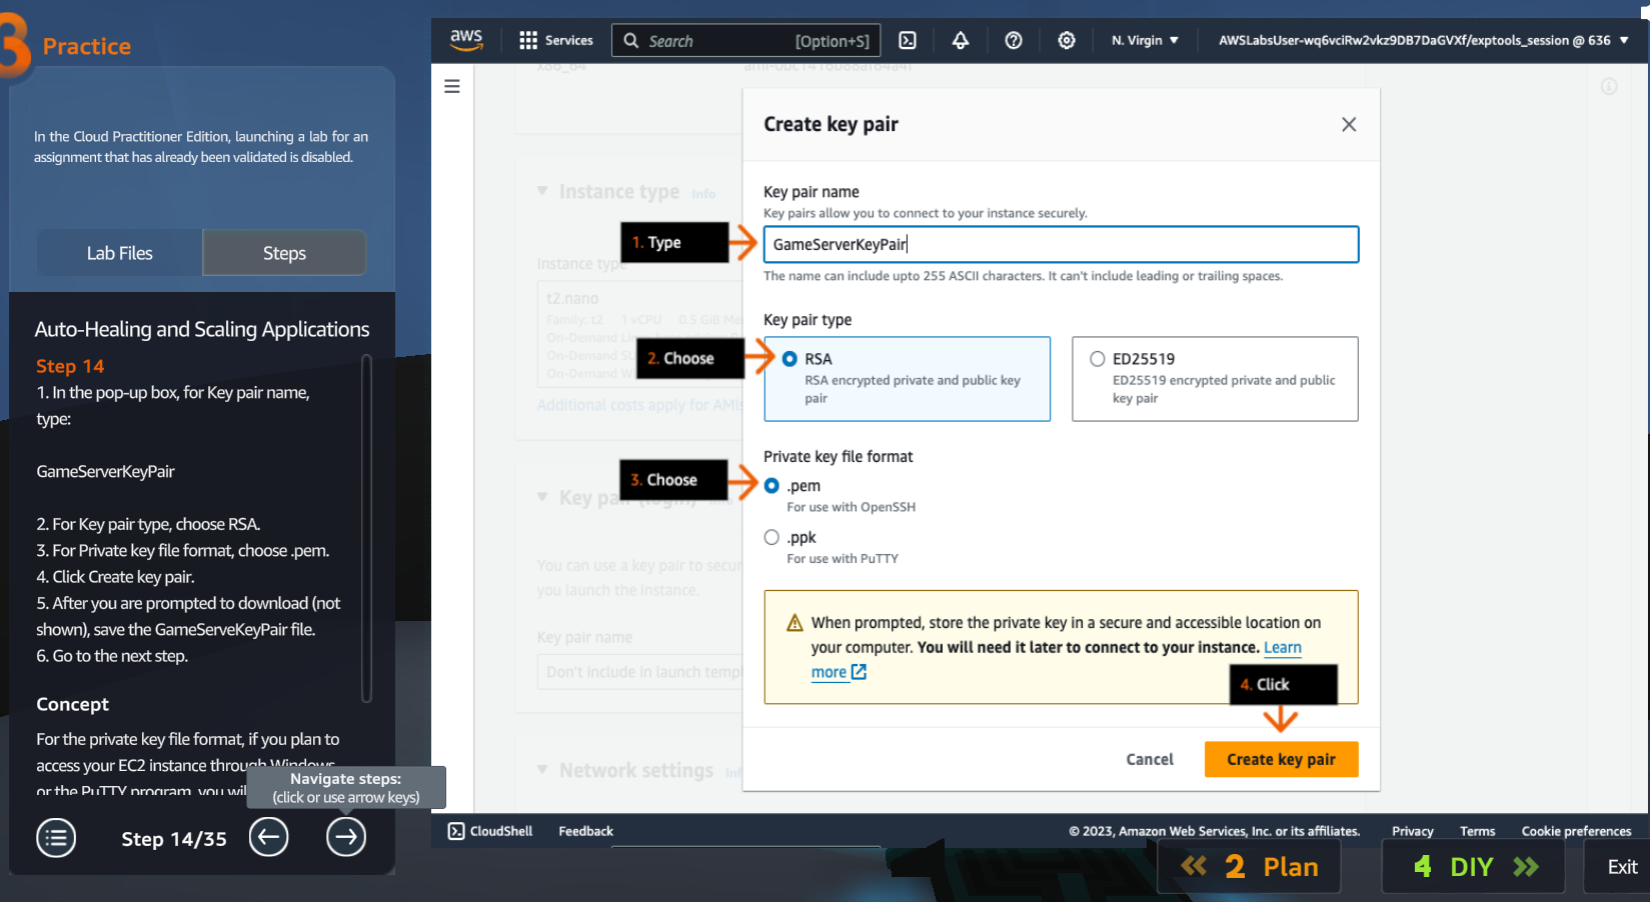 3 Practice
In the Cloud Practitioner Edition, launching a lab for an
assignment that has already been validated is disabled.
Lab Files
Steps
Auto-Healing and Scaling Applications
Step 14
1. In the pop-up box, for Key pair name,
type:
GameServerKeyPair
2. For Key pair type, choose RSA.
3. For Private key file format, choose .pem.
4. Click Create key pair.
5. After you are prompted to download (not
shown), save the GameServeKeyPair file.
6. Go to the next step.
Concept
For the private key file format, if you plan to
access your EC2 instance through Windows
or the PuTTY program, you will
Navigate steps:
(click or use arrow keys)
Step 14/35
aws
Services
Search
[Option+S]
N. Virgin
AWSLabsUser-wq6vciRw2vkz9DB7DaGVXf/exptools_session @ 636
x86_64
Instance type Info
Instance type
t2.nano
Family: t2 1 vCPU 0.5 GiB
Additional costs apply for AMIs
Key pair (login)
You can use a key pair to secur
you launch the instance.
Key pair name
Don't include in launch templ
Network settings Inf
Create key pair
Key pair name
Key pairs allow you to connect to your instance securely.
1. Type
GameServerKeyPair
The name can include upto 255 ASCII characters. It can't include leading or trailing spaces.
Key pair type
2. Choose
RSA
RSA encrypted private and public key
pair
ED25519
ED25519 encrypted private and public
key pair
Private key file format
3. Choose
.pem
For use with OpenSSH
.ppk
For use with PuTTY
When prompted, store the private key in a secure and accessible location on
your computer. You will need it later to connect to your instance. Learn
more
4. Click
Cancel
Create key pair
CloudShell
Feedback
© 2023, Amazon Web Services, Inc. or its affiliates.
Privacy
Terms
Cookie preferences
2 Plan
4 DIY
Exit